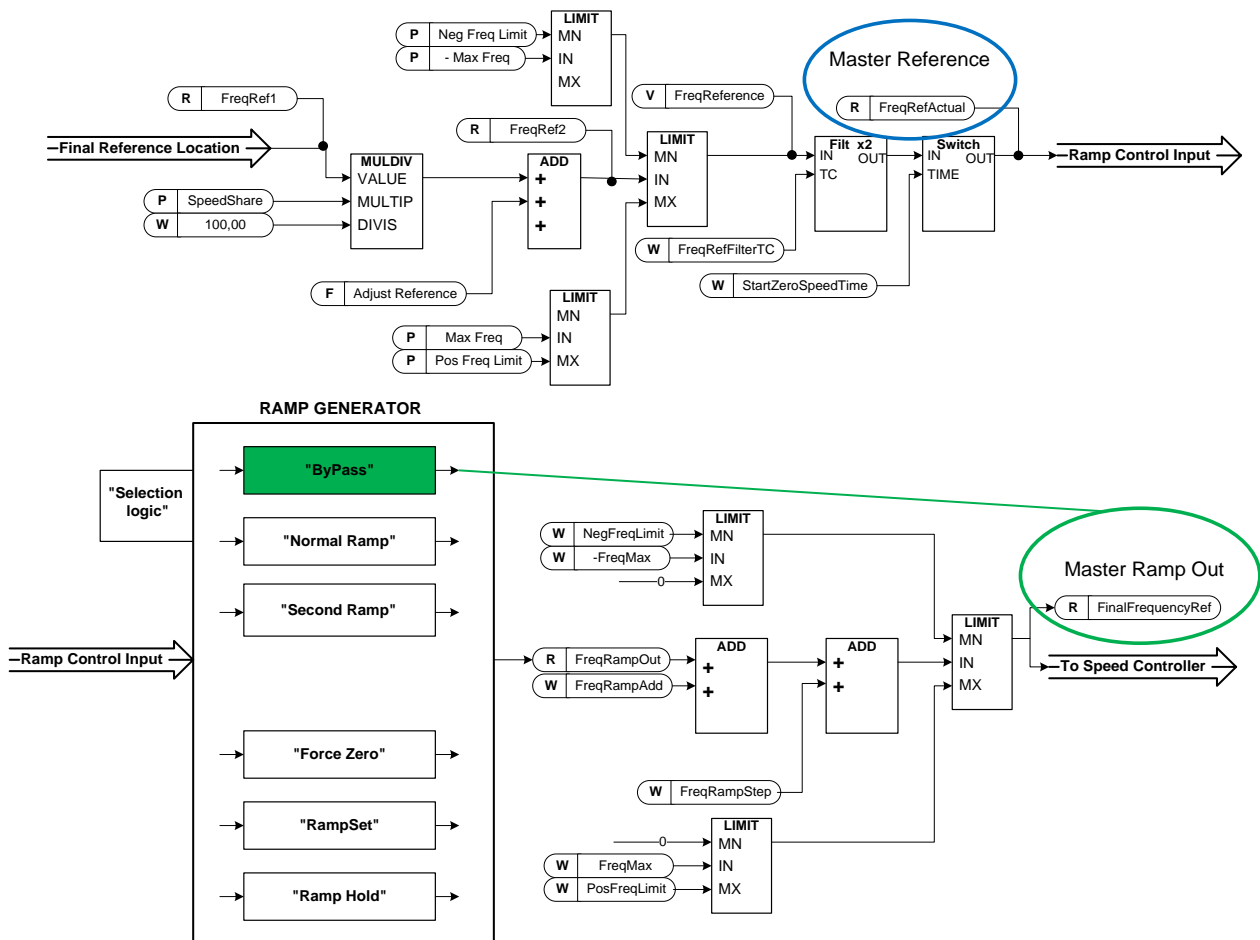 LIMIT
P Neg Freq Limit
MN
P - Max Freq
IN
MX
Master Reference
R FreqRef1
V FreqReference
R FreqRefActual
R FreqRef2
Final Reference Location
LIMIT
MN
IN
MX
Filt x2
IN OUT
TC
Switch
IN OUT
TIME
Ramp Control Input
MULDIV
VALUE
MULTIP
DIVIS
ADD
+
+
+
P SpeedShare
W 100,00
W FreqRefFilterTC
W StartZeroSpeedTime
F Adjust Reference
LIMIT
MN
IN
MX
P Max Freq
P Pos Freq Limit
RAMP GENERATOR
"Selection
logic"
"ByPass"
"Normal Ramp"
"Second Ramp"
Ramp Control Input
"Force Zero"
"RampSet"
"Ramp Hold"
LIMIT
W NegFreqLimit
MN
W -FreqMax
IN
0
MX
Master Ramp Out
R FinalFrequencyRef
R FreqRampOut
W FreqRampAdd
ADD
+
+
ADD
+
+
LIMIT
MN
IN
MX
To Speed Controller
W FreqRampStep
LIMIT
0
MN
W FreqMax
IN
W PosFreqLimit
MX